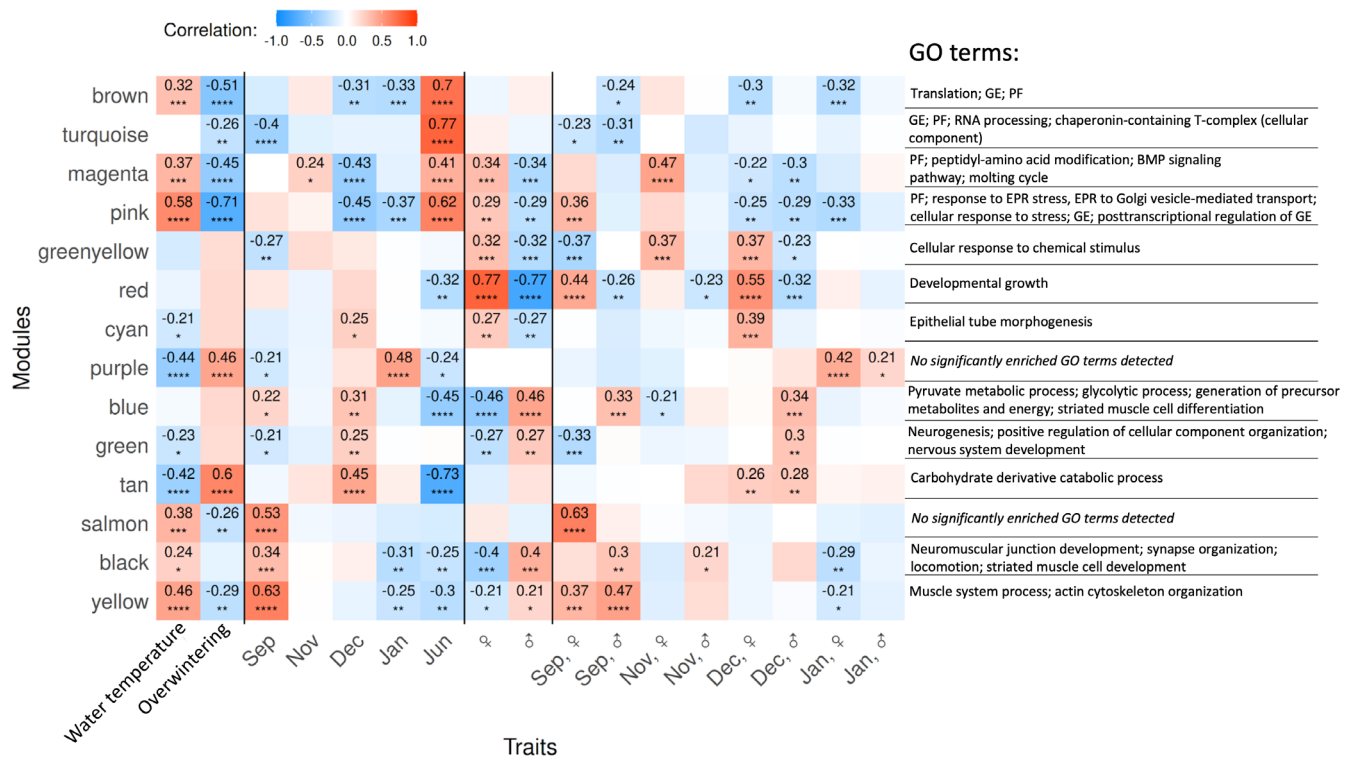 Correlation:
-1.0 -0.5 0.0 0.5 1.0
GO terms:
brown 0.32 *** -0.51 **** -0.31 ** -0.33 *** 0.7 **** -0.24 * -0.3 ** -0.32 ***
Translation; GE; PF
turquoise -0.26 ** -0.4 **** 0.77 **** -0.23 * -0.31 **
GE; PF; RNA processing; chaperonin-containing T-complex (cellular
component)
magenta 0.37 *** -0.45 **** 0.24 * -0.43 **** 0.41 **** 0.34 *** -0.34 *** 0.47 **** -0.22 * -0.3 **
PF; peptidyl-amino acid modification; BMP signaling
pathway; molting cycle
pink 0.58 **** -0.71 **** -0.45 **** -0.37 *** 0.62 **** 0.29 ** -0.29 ** 0.36 *** -0.25 ** -0.29 ** -0.33 ***
PF; response to EPR stress, EPR to Golgi vesicle-mediated transport;
cellular response to stress; GE; posttranscriptional regulation of GE
greenyellow -0.27 ** 0.32 *** -0.32 *** -0.37 *** 0.37 *** 0.37 *** -0.23 *
Cellular response to chemical stimulus
red -0.32 ** 0.77 **** -0.77 **** 0.44 **** -0.26 ** -0.23 * 0.55 **** -0.32 ***
Developmental growth
cyan -0.21 * 0.25 * 0.27 ** -0.27 ** 0.39 ***
Epithelial tube morphogenesis
purple -0.44 **** 0.46 **** -0.21 * 0.48 **** -0.24 * 0.42 **** 0.21 *
No significantly enriched GO terms detected
blue 0.22 * 0.31 ** -0.45 **** -0.46 **** 0.46 **** 0.33 *** -0.21 * 0.34 ***
Pyruvate metabolic process; glycolytic process; generation of precursor
metabolites and energy; striated muscle cell differentiation
green -0.23 * -0.21 * 0.25 ** -0.27 ** 0.27 ** -0.33 *** 0.3 **
Neurogenesis; positive regulation of cellular component organization;
nervous system development
tan -0.42 **** 0.6 **** 0.45 **** -0.73 **** 0.26 ** 0.28 **
Carbohydrate derivative catabolic process
salmon 0.38 *** -0.26 ** 0.53 **** 0.63 ****
No significantly enriched GO terms detected
black 0.24 * 0.34 *** -0.31 ** -0.25 ** -0.4 *** 0.4 *** 0.3 ** 0.21 * -0.29 **
Neuromuscular junction development; synapse organization;
locomotion; striated muscle cell development
yellow 0.46 **** -0.29 ** 0.63 **** -0.25 ** -0.3 ** -0.21 * 0.21 * 0.37 *** 0.47 **** -0.21 *
Muscle system process; actin cytoskeleton organization
Modules
Water temperature
Overwintering
Sep
Nov
Dec
Jan
Jun
♀
♂
Sep, ♀
Sep, ♂
Nov, ♀
Nov, ♂
Dec, ♀
Dec, ♂
Jan, ♀
Jan, ♂
Traits